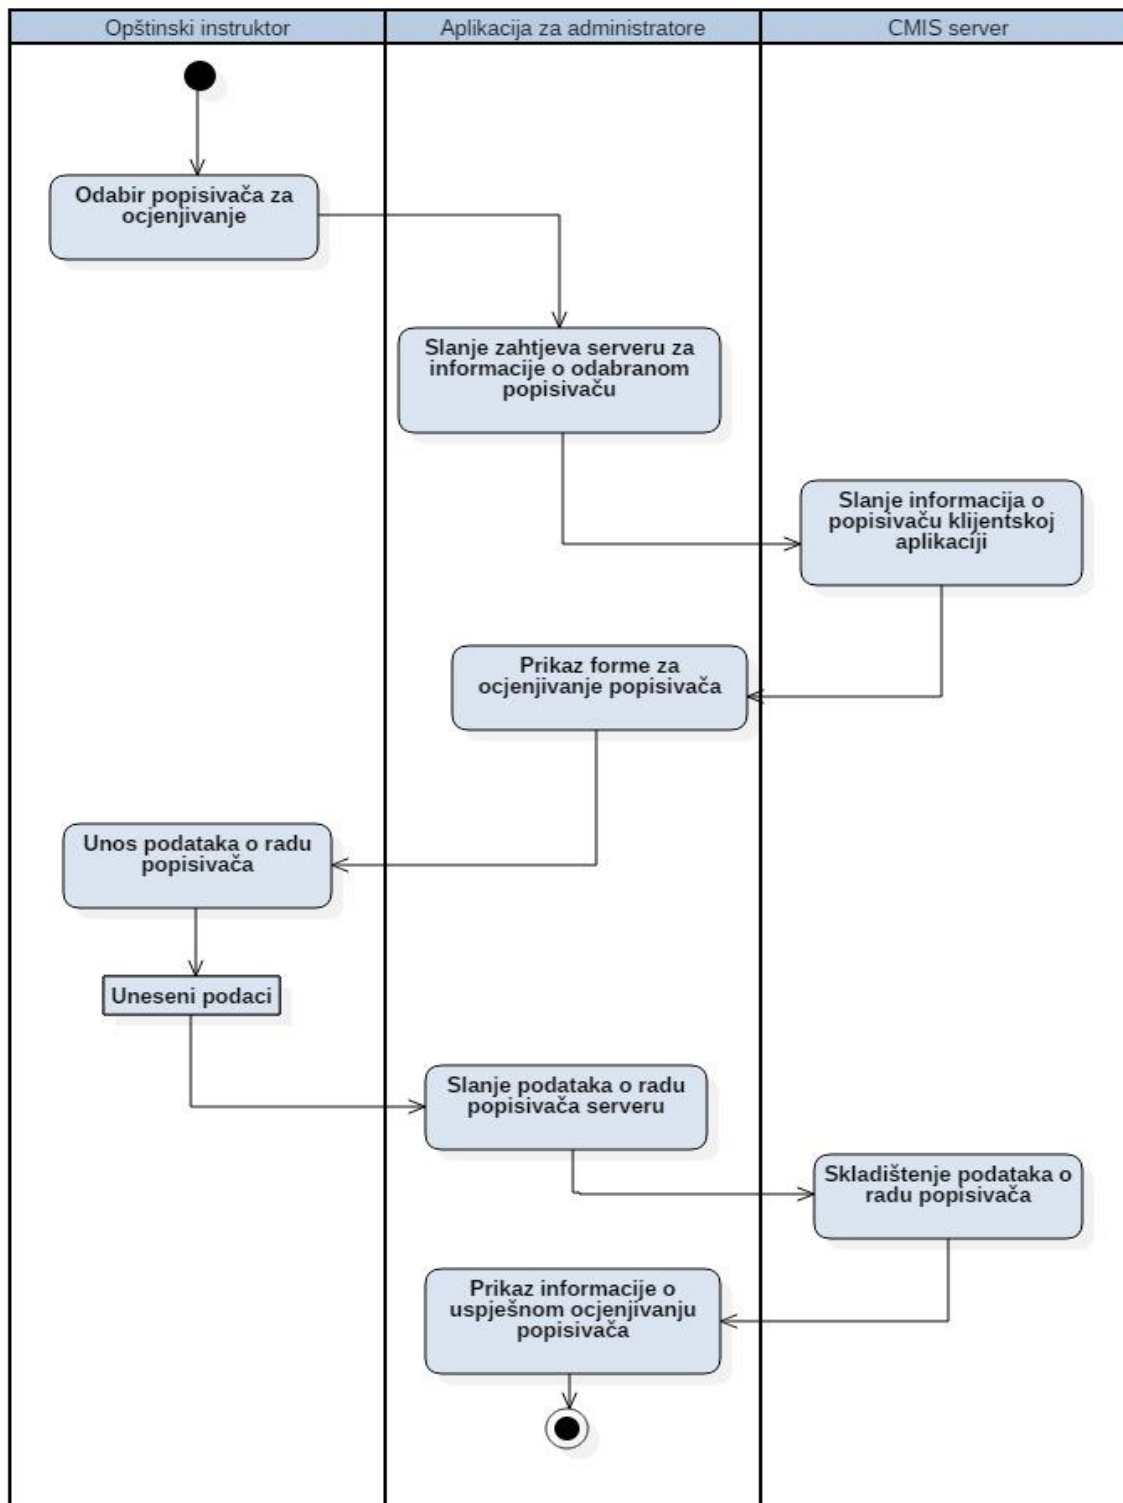 Opštinski instruktor
Aplikacija za administratore
CMIS server
Odabir popisivača za
ocjenjivanje
Slanje zahtjeva serveru za
informacije o odabranom
popisivaču
Slanje informacija o
popisivaču klijentskoj
aplikaciji
Prikaz forme za
ocjenjivanje popisivača
Unos podataka o radu
popisivača
Uneseni podaci
Slanje podataka o radu
popisivača serveru
Skladištenje podataka o
radu popisivača
Prikaz informacije o
uspješnom ocjenjivanju
popisivača